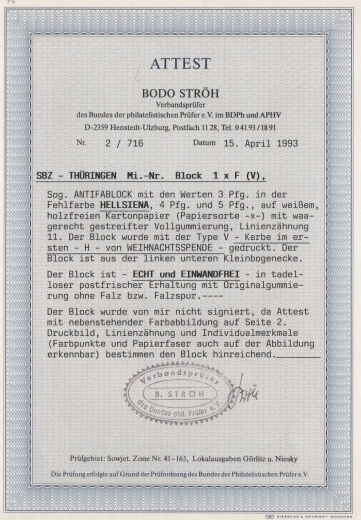 ATTEST
BODO STRÖH
Verbandsprüfer
des Bundes der philatelistischen Prüfer e.V. im BDPh und APHV
D-2359 Henstedt-Ulzburg, Postfach 11 28, Tel. 0 41 93 / 18 91
Nr. 2 / 716 Datum 15. April 1993
SBZ - THÜRINGEN Mi.-Nr. Block 1 x F (V),
Sog. ANTIFABLOCK mit den Werten 3 Pfg. in der
Fehlfarbe HELLSIENA, 4 Pfg. und 5 Pfg., auf weißem,
holzfreien Kartonpapier (Papiersorte -x-) mit waa-
gerecht gestreifter Vollgummierung, Linienzähnung
11. Der Block wurde mit der Type V - Kerbe im er-
sten - H - von WEIHNACHTSSPENDE - gedruckt. Der
Block ist aus der linken unteren Kleinbogenecke.
Der Block ist - ECHT und EINWANDFREI - in tadel-
loser postfrischer Erhaltung mit Originalgummie-
rung ohne Falz bzw. Falzspur.----
Der Block wurde von mir nicht signiert, da Attest
mit nebenstehender Farbabbildung auf Seite 2.
Druckbild, Linienzähnung und Individualmerkmale
(Farbpunkte und Papierfaser auch auf der Abbildung
erkennbar) bestimmen den Block hinreichend.
Verbandsprüfer
B. STRÖH
des Bundes phil. Prüfer e.V.
Prüfgebiet: Sowjet. Zone Nr. 41–165, Lokalausgaben Görlitz u. Niesky
Die Prüfung erfolgte auf Grund der Prüfordnung des Bundes der Philatelistischen Prüfer e.V.
GIESECKE & DEVRIENT MÜNCHEN